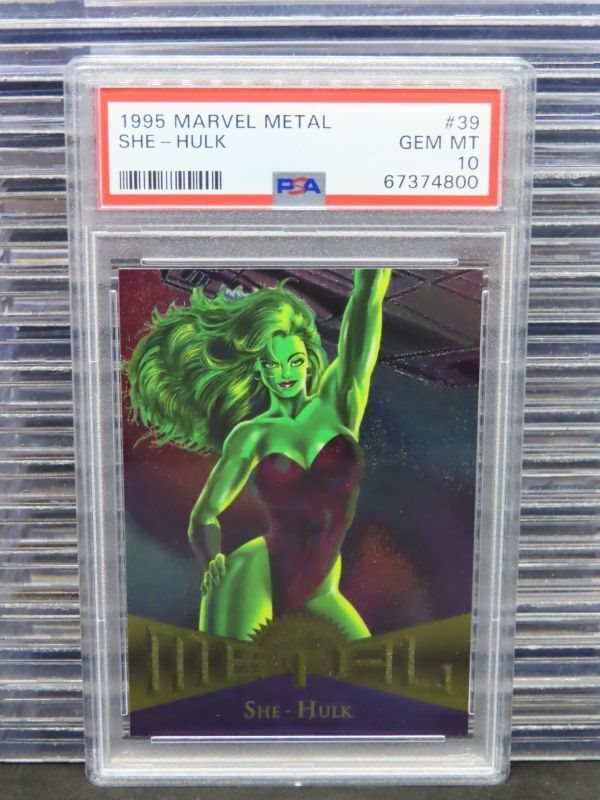 1995 MARVEL METAL #39
SHE - HULK GEM MT
10
PSA 67374800
METAL
SHE - HULK